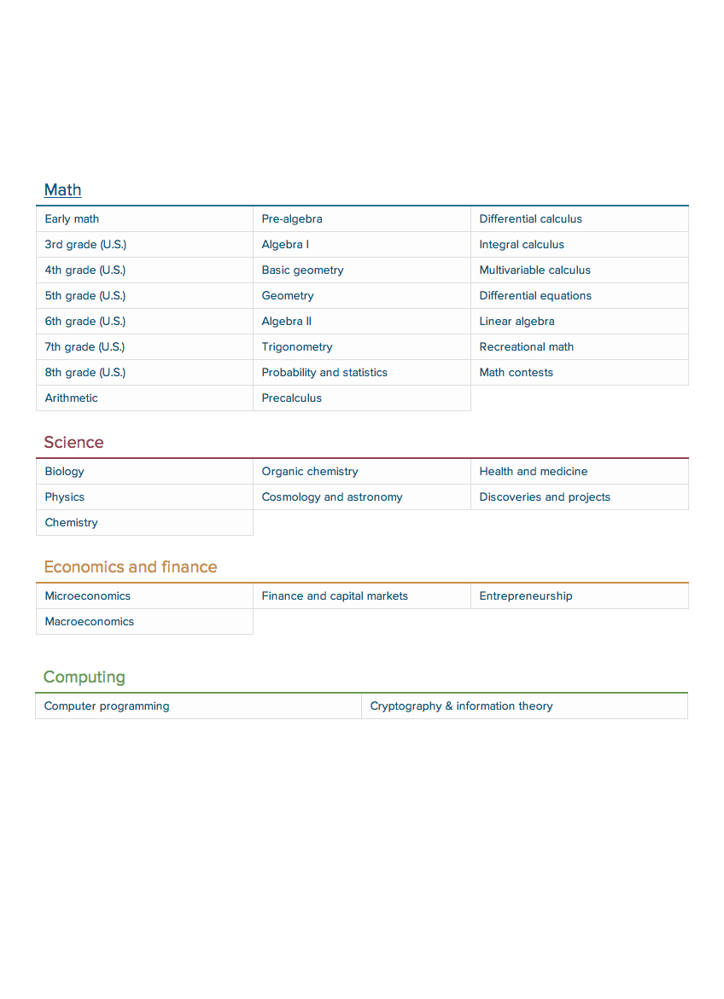 Math
Early math Pre-algebra Differential calculus
3rd grade (U.S.) Algebra I Integral calculus
4th grade (U.S.) Basic geometry Multivariable calculus
5th grade (U.S.) Geometry Differential equations
6th grade (U.S.) Algebra II Linear algebra
7th grade (U.S.) Trigonometry Recreational math
8th grade (U.S.) Probability and statistics Math contests
Arithmetic Precalculus
Science
Biology Organic chemistry Health and medicine
Physics Cosmology and astronomy Discoveries and projects
Chemistry
Economics and finance
Microeconomics Finance and capital markets Entrepreneurship
Macroeconomics
Computing
Computer programming Cryptography & information theory